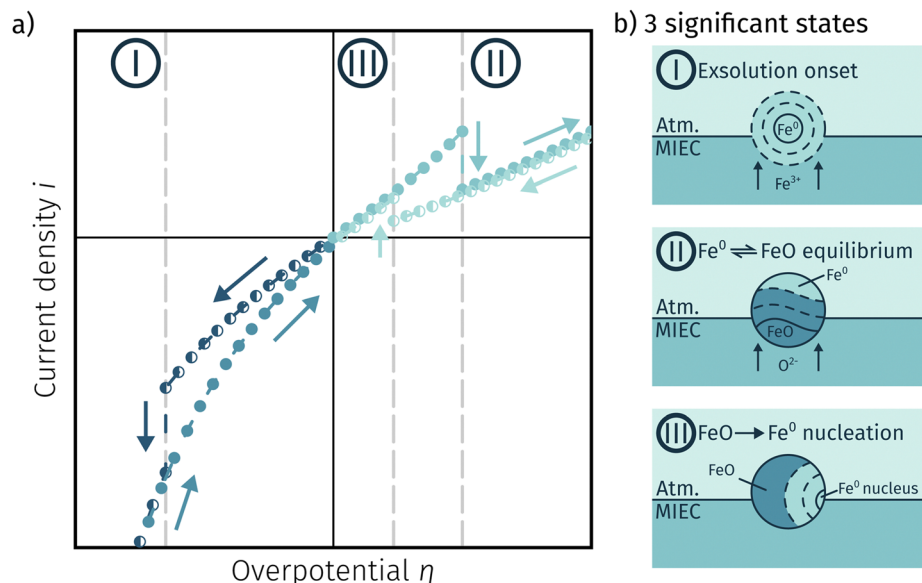 a)
I
III
II
Current density i
Overpotential η
b) 3 significant states
I Exsolution onset
Atm.
MIEC
Fe⁰
Fe³⁺
II Fe⁰ ⇌ FeO equilibrium
Fe⁰
Atm.
MIEC
FeO
O²⁻
III FeO → Fe⁰ nucleation
FeO
Atm.
MIEC
Fe⁰ nucleus